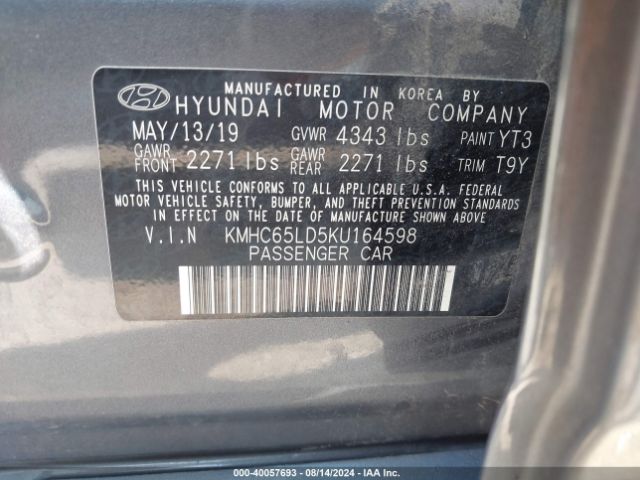 MANUFACTURED IN KOREA BY
HYUNDAI MOTOR COMPANY
MAY/13/19 GVWR 4343 lbs PAINT YT3
GAWR FRONT 2271 lbs GAWR REAR 2271 lbs TRIM T9Y
THIS VEHICLE CONFORMS TO ALL APPLICABLE U.S.A. FEDERAL
MOTOR VEHICLE SAFETY, BUMPER, AND THEFT PREVENTION STANDARDS
IN EFFECT ON THE DATE OF MANUFACTURE SHOWN ABOVE.
V.I.N KMHC65LD5KU164598
PASSENGER CAR
000-40057693 - 08/14/2024 - IAA Inc.